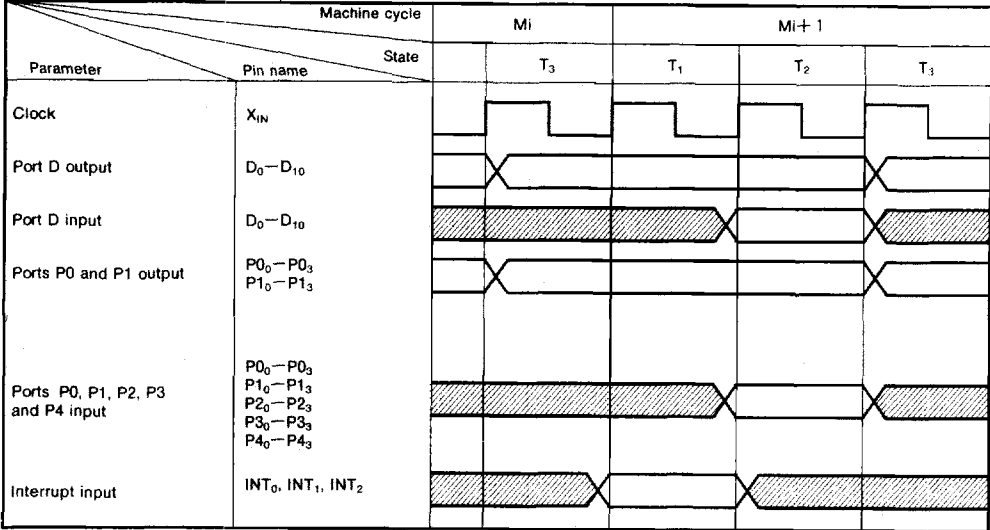 Machine cycle
Mi
Mi+1
State
Parameter
Pin name
T₃
T₁
T₂
T₃
Clock
X_IN
Port D output
D₀—D₁₀
Port D input
D₀—D₁₀
Ports P0 and P1 output
P0₀—P0₃
P1₀—P1₃
Ports P0, P1, P2, P3
and P4 input
P0₀—P0₃
P1₀—P1₃
P2₀—P2₃
P3₀—P3₃
P4₀—P4₃
Interrupt input
INT₀, INT₁, INT₂